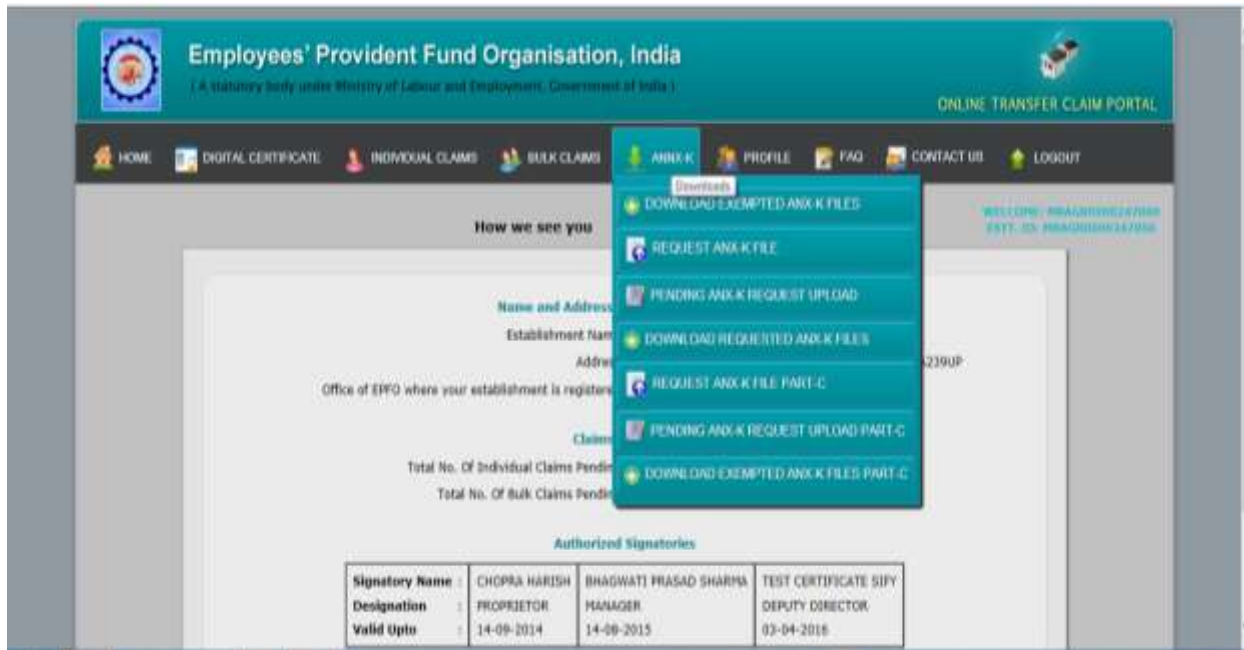 Employees' Provident Fund Organisation, India
( A statutory body under Ministry of Labour and Employment, Government of India )
ONLINE TRANSFER CLAIM PORTAL
HOME DIGITAL CERTIFICATE INDIVIDUAL CLAIMS BULK CLAIMS ANNX-K PROFILE FAQ CONTACT US LOGOUT
Downloads
DOWNLOAD EXEMPTED ANX-K FILES
REQUEST ANX-K FILE
PENDING ANX-K REQUEST UPLOAD
DOWNLOAD REQUESTED ANX-K FILES
REQUEST ANX-K FILE PART-C
PENDING ANX-K REQUEST UPLOAD PART-C
DOWNLOAD EXEMPTED ANX-K FILES PART-C
WELCOME:
ESTT. ID:
How we see you
Name and Address
Establishment Nam
Addre
239UP
Office of EPFO where your establishment is registere
Claims
Total No. Of Individual Claims Pendin
Total No. Of Bulk Claims Pendin
Authorized Signatories
Signatory Name : CHOPRA HARISH BHAGWATI PRASAD SHARMA TEST CERTIFICATE SIFY
Designation : PROPRIETOR MANAGER DEPUTY DIRECTOR
Valid Upto : 14-09-2014 14-08-2015 03-04-2016